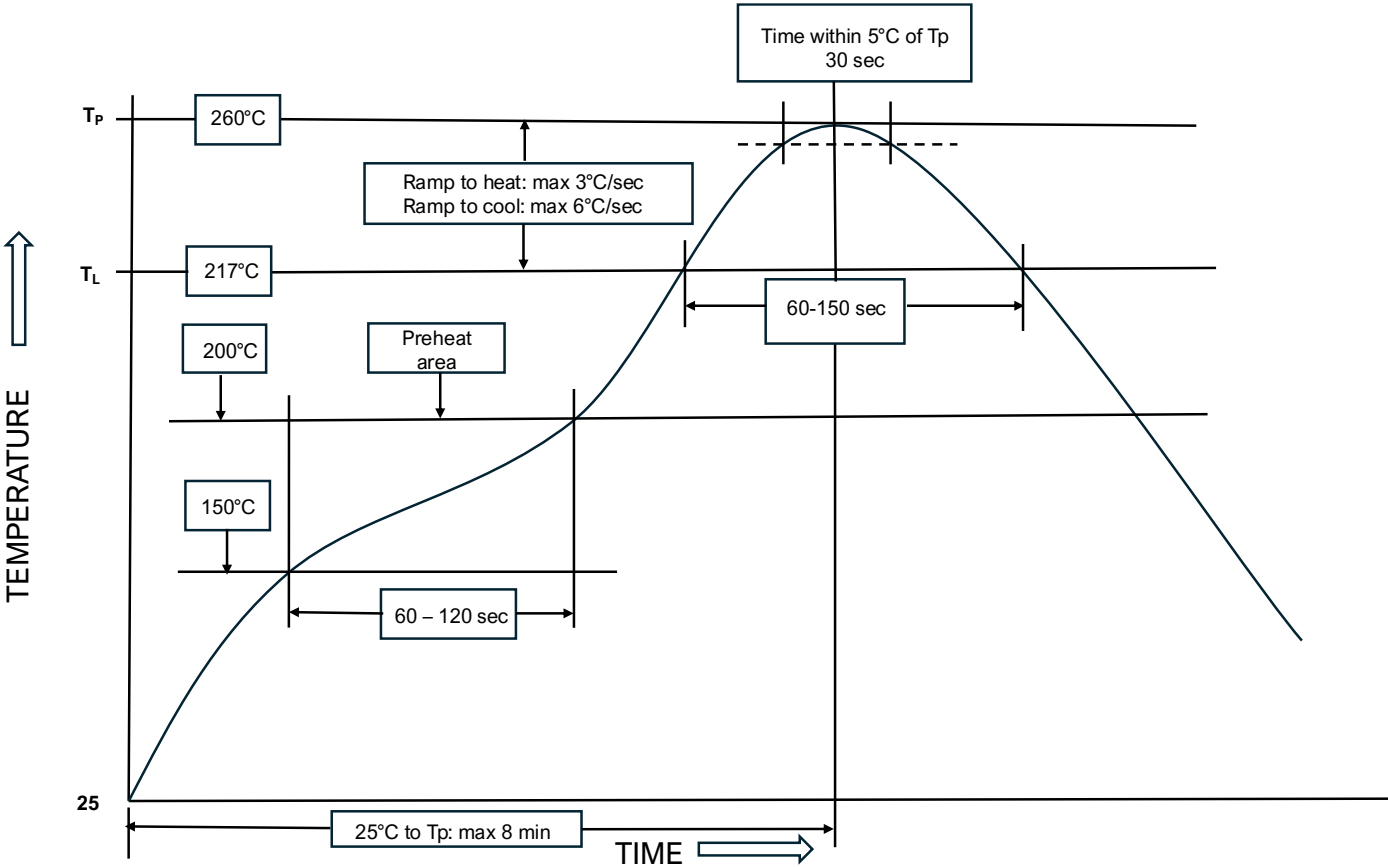 Time within 5°C of Tp
30 sec
TP
260°C
Ramp to heat: max 3°C/sec
Ramp to cool: max 6°C/sec
TL
217°C
60-150 sec
200°C
Preheat
area
150°C
60 – 120 sec
TEMPERATURE
25
25°C to Tp: max 8 min
TIME